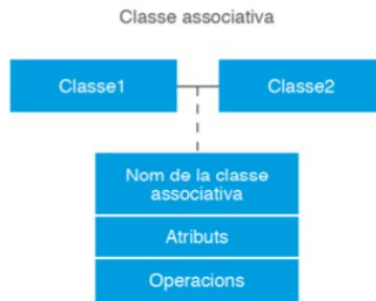 Classe associativa
Classe1
Classe2
Nom de la classe
associativa
Atributs
Operacions